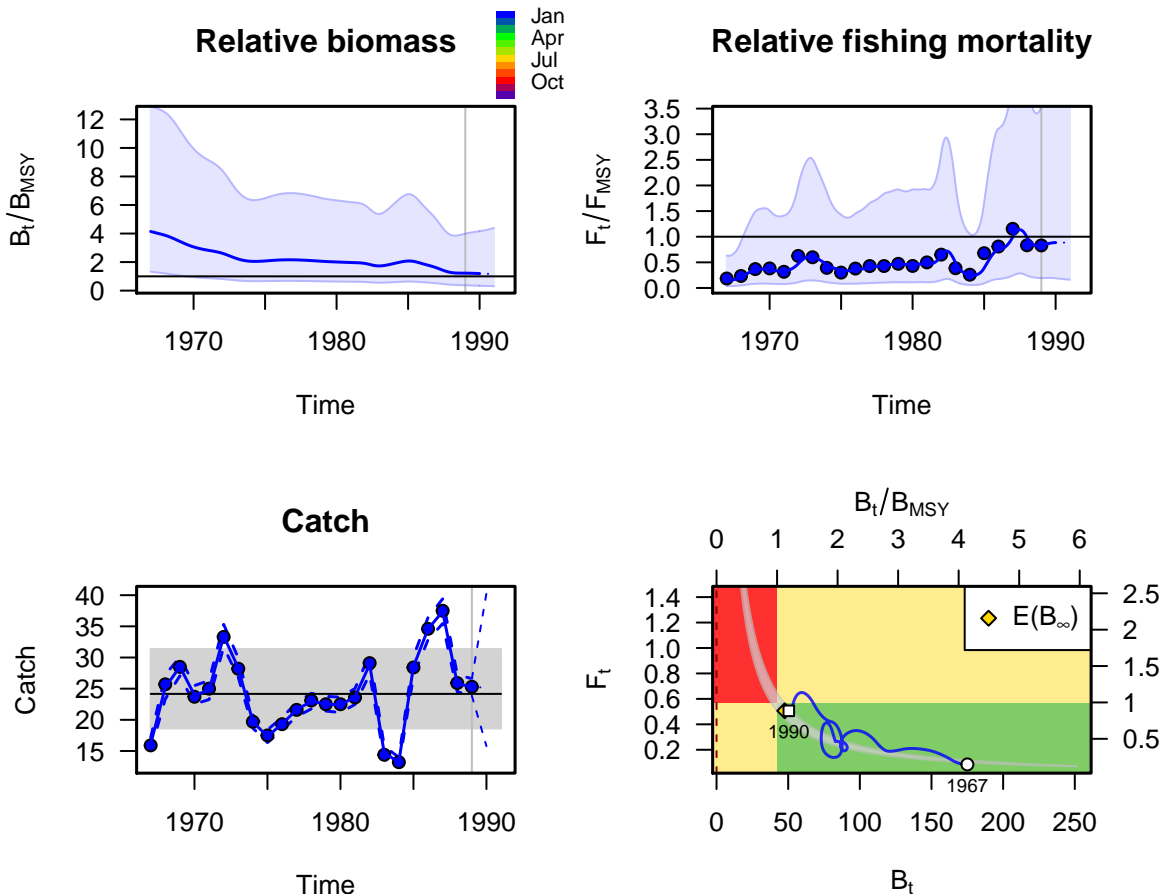 Relative biomass
Jan
Apr
Jul
Oct
Bt/BMSY
12
10
8
6
4
2
0
1970 1980 1990
Time
Relative fishing mortality
Ft/FMSY
3.5
3.0
2.5
2.0
1.5
1.0
0.5
0.0
1970 1980 1990
Time
Catch
Catch
40
35
30
25
20
15
1970 1980 1990
Time
Bt/BMSY
0 1 2 3 4 5 6
Ft
1.4
1.2
1.0
0.8
0.6
0.4
0.2
E(B∞)
2.5
2
1.5
1
0.5
1990
1967
0 50 100 150 200 250
Bt